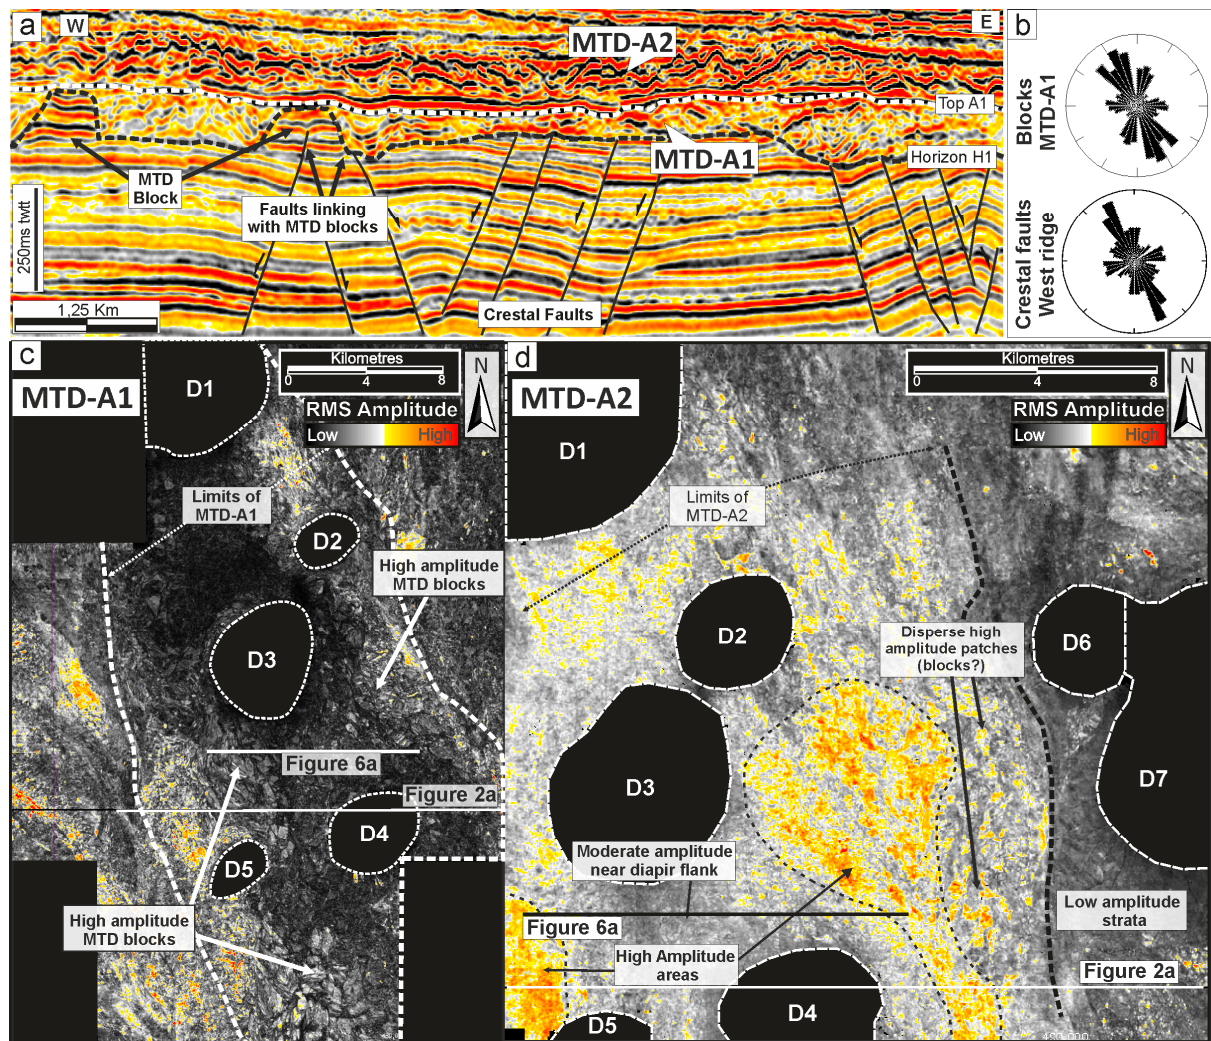 a
W
E
MTD-A2
Top A1
MTD-A1
Horizon H1
MTD
Block
Faults linking
with MTD blocks
250ms twtt
1,25 Km
Crestal Faults
b
Blocks
MTD-A1
Crestal faults
West ridge
c
MTD-A1
D1
Kilometres
0 4 8
N
RMS Amplitude
Low High
Limits of
MTD-A1
D2
High amplitude
MTD blocks
D3
Figure 6a
Figure 2a
D4
D5
High amplitude
MTD blocks
d
MTD-A2
D1
Kilometres
0 4 8
N
RMS Amplitude
Low High
Limits of
MTD-A2
D2
Disperse high
amplitude patches
(blocks?)
D6
D3
D7
Moderate amplitude
near diapir flank
Low amplitude
strata
Figure 6a
High Amplitude
areas
Figure 2a
D4
D5